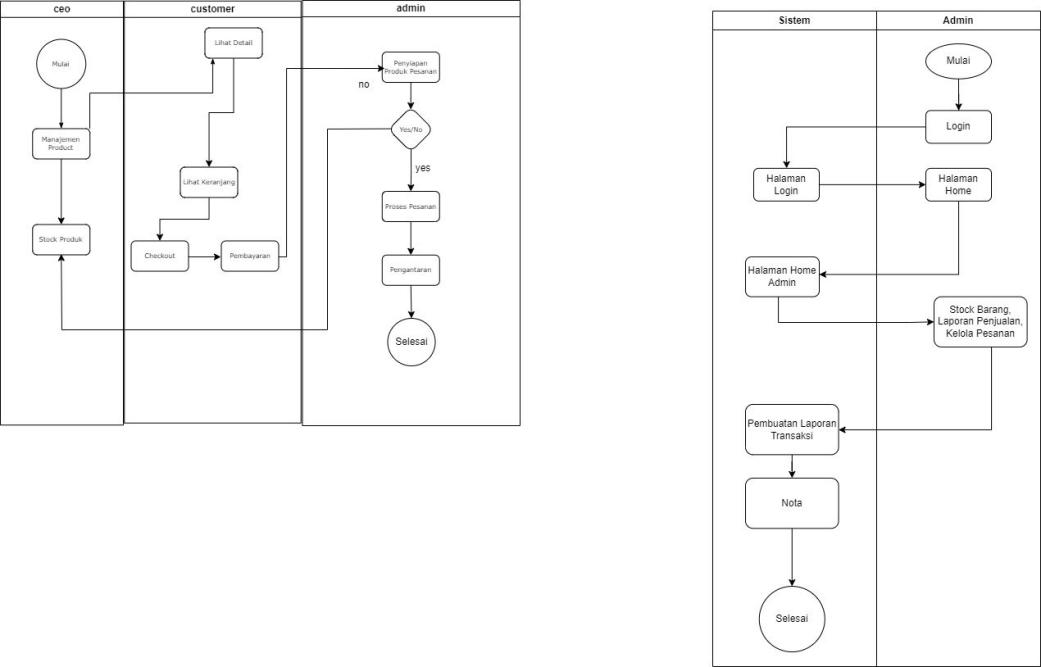 ceo
customer
admin
Mulai
Manajemen
Product
Stock Produk
Lihat Detail
Lihat Keranjang
Checkout
Pembayaran
Penyiapan
Produk Pesanan
no
Yes/No
yes
Proses Pesanan
Pengantaran
Selesai
Sistem
Admin
Mulai
Login
Halaman
Login
Halaman
Home
Halaman Home
Admin
Stock Barang,
Laporan Penjualan,
Kelola Pesanan
Pembuatan Laporan
Transaksi
Nota
Selesai